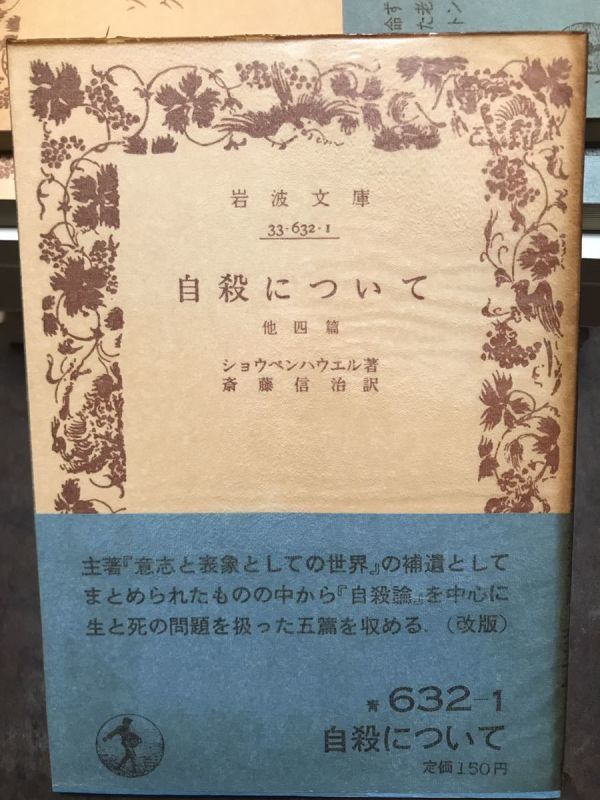 岩波文庫
33-632-1
自殺について
他四篇
ショウペンハウエル著
斎藤信治訳
主著『意志と表象としての世界』の補遺として
まとめられたものの中から『自殺論』を中心に
生と死の問題を扱った五篇を収める.（改版）
青 632-1
自殺について
定価150円